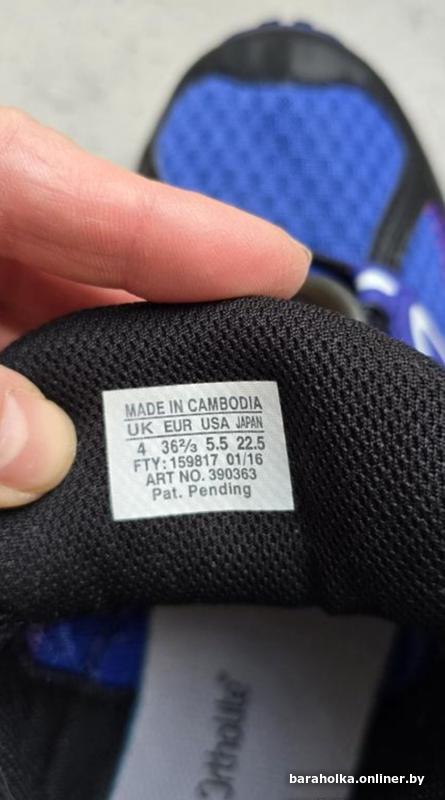 MADE IN CAMBODIA
UK EUR USA JAPAN
4 36⅔ 5.5 22.5
FTY: 159817 01/16
ART NO. 390363
Pat. Pending
Ortholite
baraholka.onliner.by